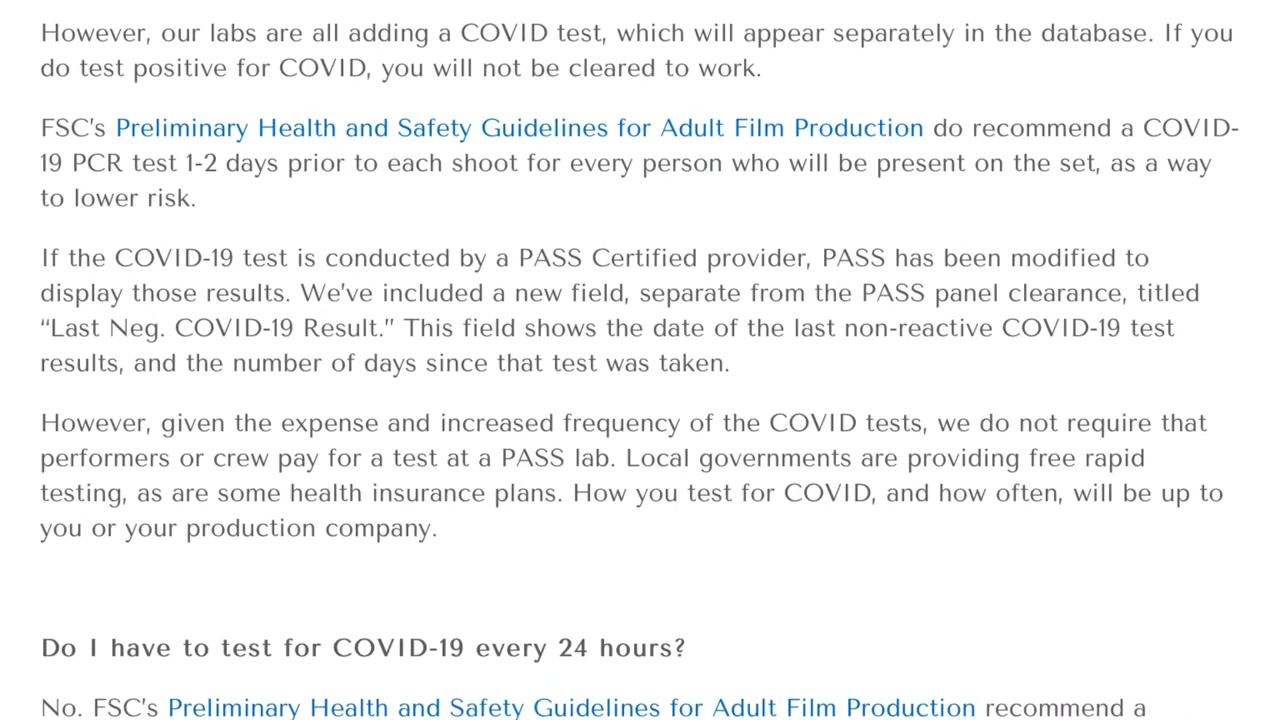 However, our labs are all adding a COVID test, which will appear separately in the database. If you
do test positive for COVID, you will not be cleared to work.
FSC’s Preliminary Health and Safety Guidelines for Adult Film Production do recommend a COVID-
19 PCR test 1-2 days prior to each shoot for every person who will be present on the set, as a way
to lower risk.
If the COVID-19 test is conducted by a PASS Certified provider, PASS has been modified to
display those results. We’ve included a new field, separate from the PASS panel clearance, titled
“Last Neg. COVID-19 Result.” This field shows the date of the last non-reactive COVID-19 test
results, and the number of days since that test was taken.
However, given the expense and increased frequency of the COVID tests, we do not require that
performers or crew pay for a test at a PASS lab. Local governments are providing free rapid
testing, as are some health insurance plans. How you test for COVID, and how often, will be up to
you or your production company.
Do I have to test for COVID-19 every 24 hours?
No. FSC’s Preliminary Health and Safety Guidelines for Adult Film Production recommend a